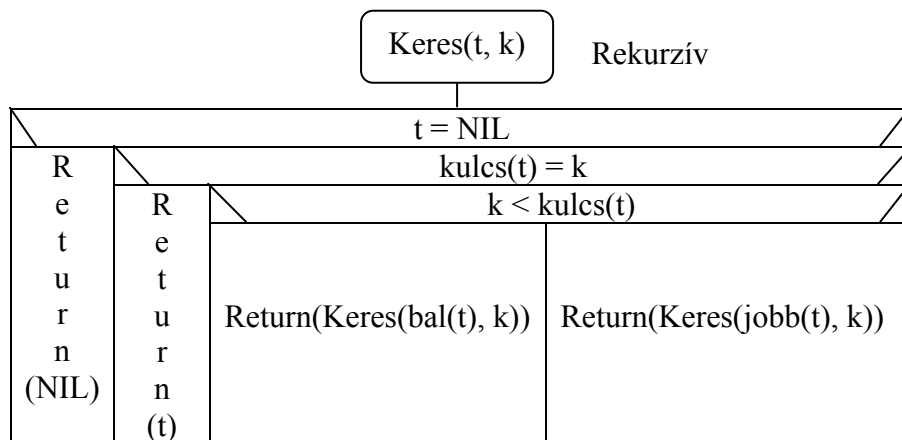 Keres(t, k)
Rekurzív
t = NIL
kulcs(t) = k
k < kulcs(t)
R
e
t
u
r
n
(NIL)
R
e
t
u
r
n
(t)
Return(Keres(bal(t), k))
Return(Keres(jobb(t), k))